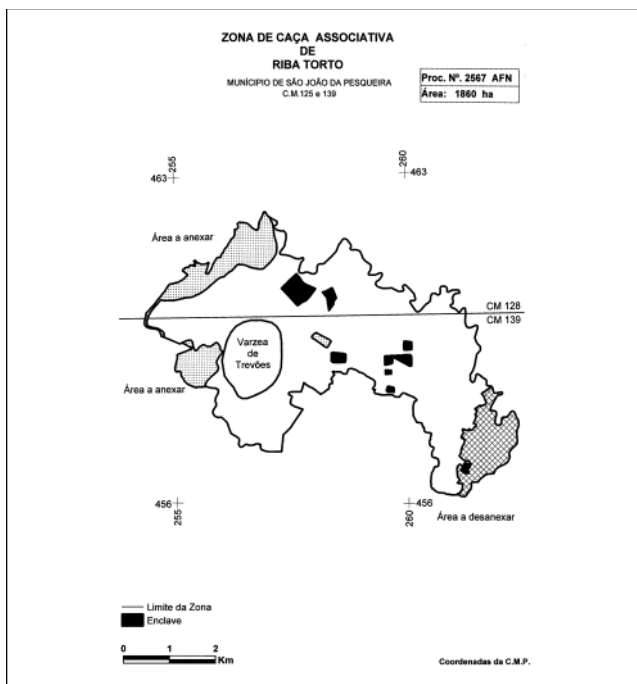 ZONA DE CAÇA ASSOCIATIVA
DE
RIBA TORTO
MUNICÍPIO DE SÃO JOÃO DA PESQUEIRA
C.M.125 e 139
Proc. Nº. 2567 AFN
Área: 1860 ha
255
463
260
463
Área a anexar
CM 128
CM 139
Varzea
de
Trevões
Área a anexar
456
255
260
456
Área a desanexar
Limite da Zona
Enclave
0 1 2
Km
Coordenadas da C.M.P.